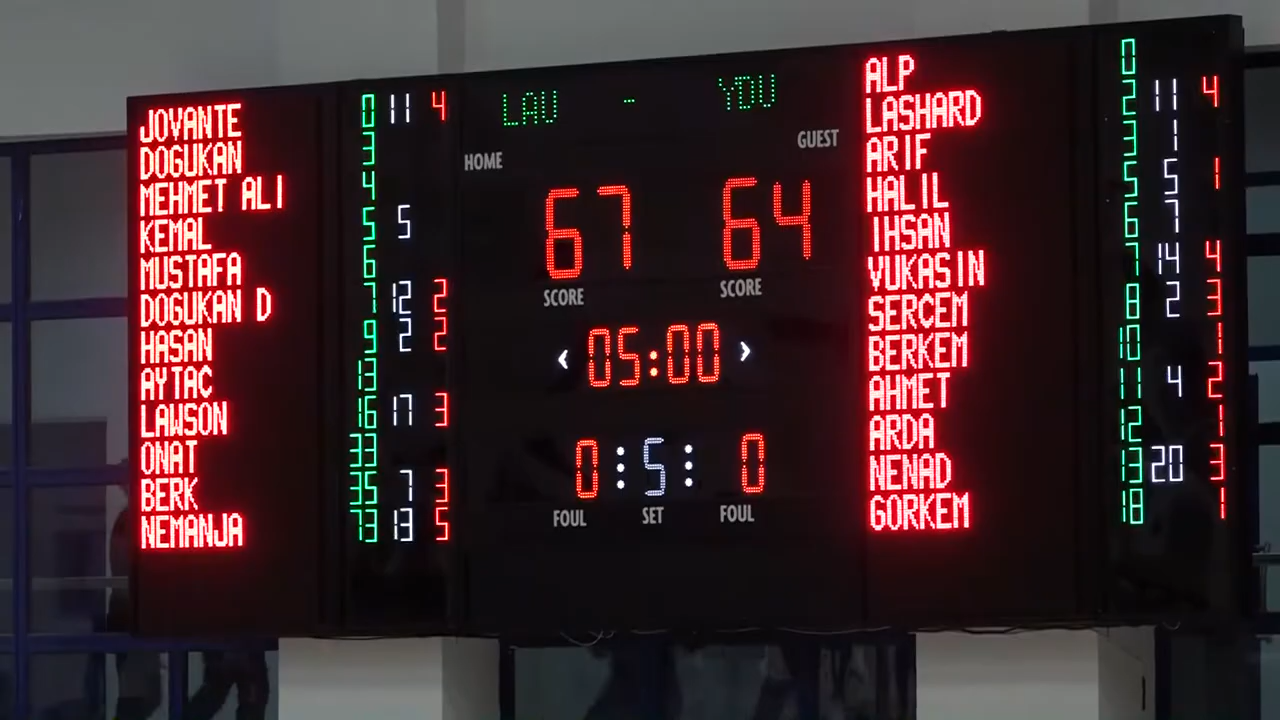 JOVANTE 0 11 4
DOGUKAN 3
MEHMET ALI 4
KEMAL 5 5
MUSTAFA 6
DOGUKAN D 7 12 2
HASAN 9 2 2
AYTAC 13
LAWSON 16 17 3
ONAT 33
BERK 35 7 3
NEMANJA 73 13 5
LAU - YDU
HOME GUEST
67 64
SCORE SCORE
‹ 05:00 ›
0 : 5 : 0
FOUL SET FOUL
ALP 0
LASHARD 2 11 4
ARIF 3 1
HALIL 5 5 1
IHSAN 6 7
VUKASIN 7 14 4
SERCEM 8 2 3
BERKEM 10 1
AHMET 11 4 2
ARDA 12 1
NENAD 13 20 3
GORKEM 18 1